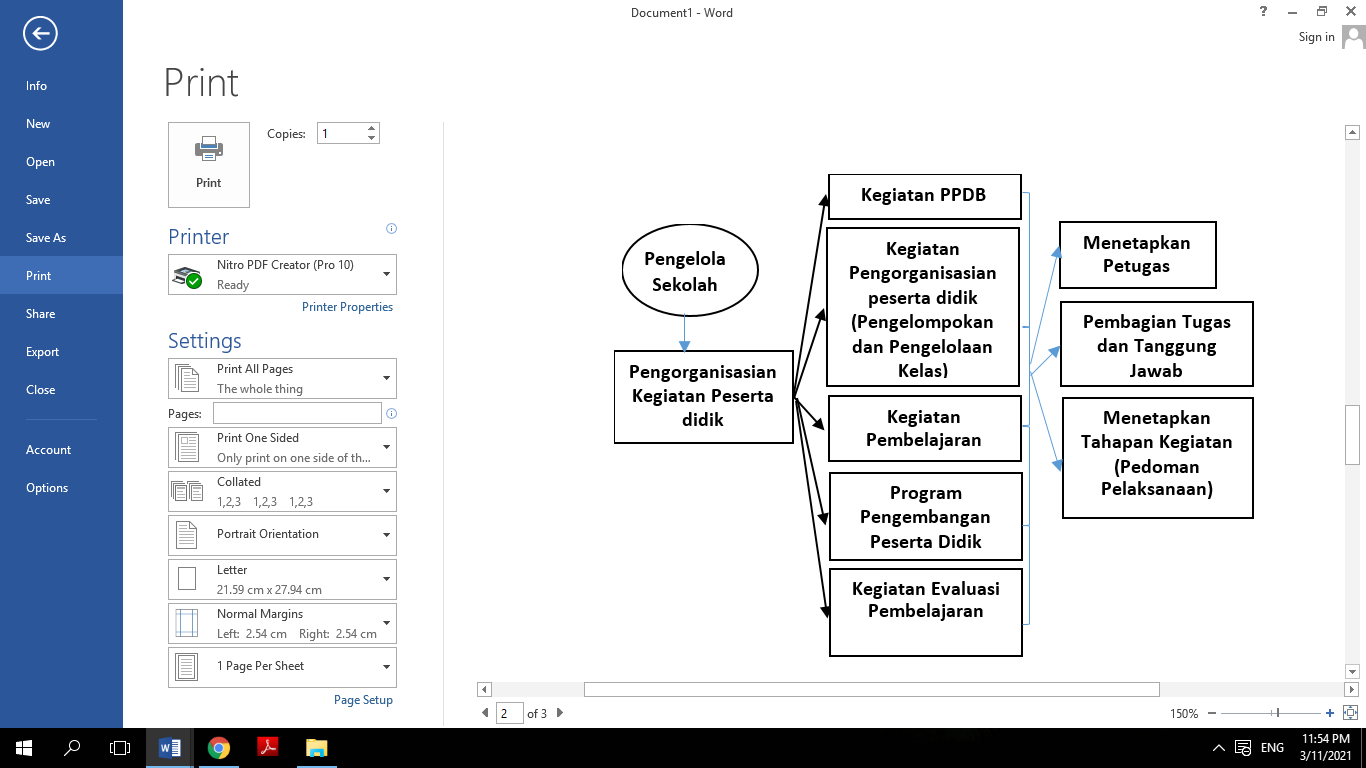 Document1 - Word
?
Sign in
Info
New
Open
Save
Save As
Print
Share
Export
Close
Account
Options
Print
Print
Copies: 1
Printer
Nitro PDF Creator (Pro 10)
Ready
Printer Properties
Settings
Print All Pages
The whole thing
Pages:
Print One Sided
Only print on one side of th...
Collated
1,2,3 1,2,3 1,2,3
Portrait Orientation
Letter
21.59 cm x 27.94 cm
Normal Margins
Left: 2.54 cm Right: 2.54 cm
1 Page Per Sheet
Page Setup
Pengelola
Sekolah
Pengorganisasian
Kegiatan Peserta
didik
Kegiatan PPDB
Kegiatan
Pengorganisasian
peserta didik
(Pengelompokan
dan Pengelolaan
Kelas)
Kegiatan
Pembelajaran
Program
Pengembangan
Peserta Didik
Kegiatan Evaluasi
Pembelajaran
Menetapkan
Petugas
Pembagian Tugas
dan Tanggung
Jawab
Menetapkan
Tahapan Kegiatan
(Pedoman
Pelaksanaan)
2 of 3
150%
ENG
11:54 PM
3/11/2021